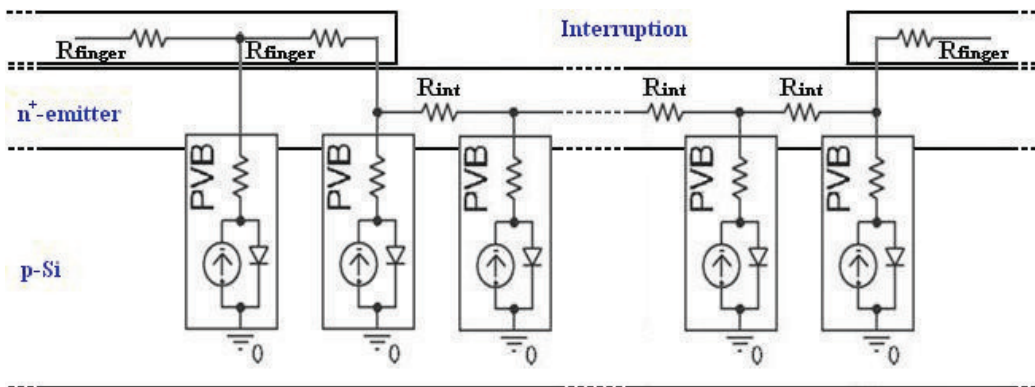 Interruption
Rfinger Rfinger Rfinger
Rint Rint Rint
n+-emitter
PVB PVB PVB PVB PVB
p-Si
0 0 0 0 0